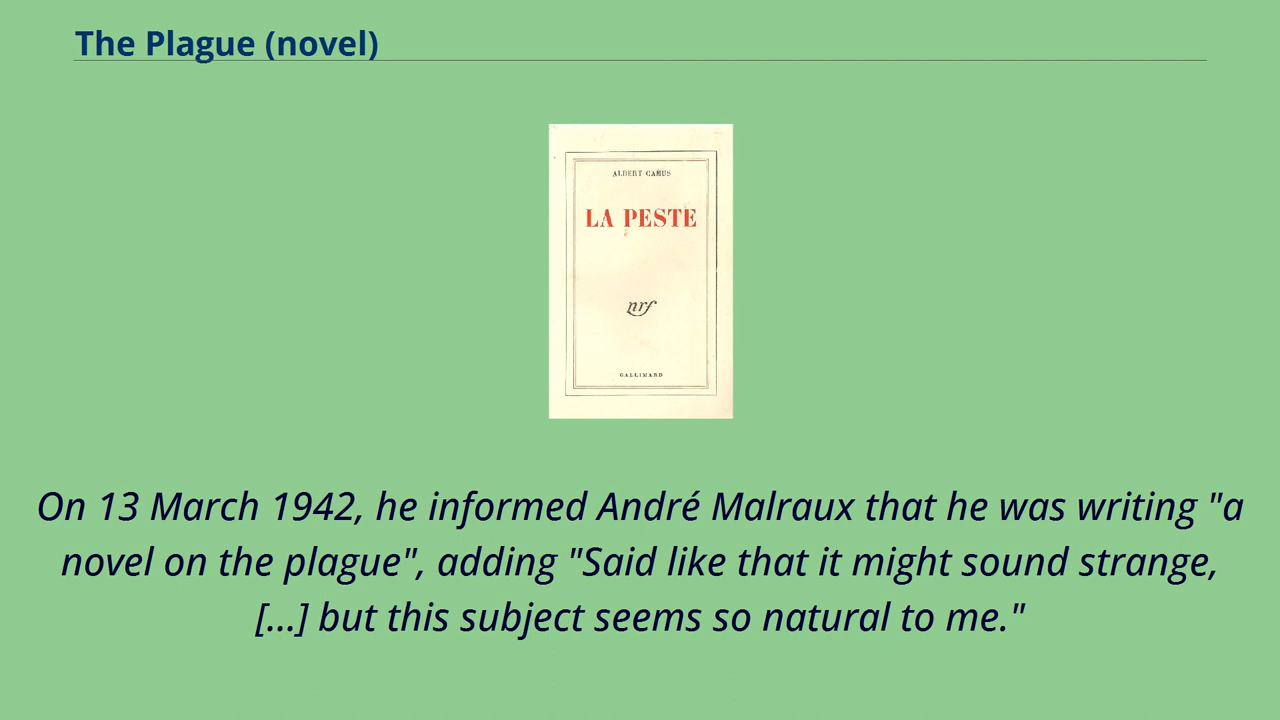 The Plague (novel)
ALBERT CAMUS
LA PESTE
nrf
GALLIMARD
On 13 March 1942, he informed André Malraux that he was writing "a
novel on the plague", adding "Said like that it might sound strange,
[...] but this subject seems so natural to me."